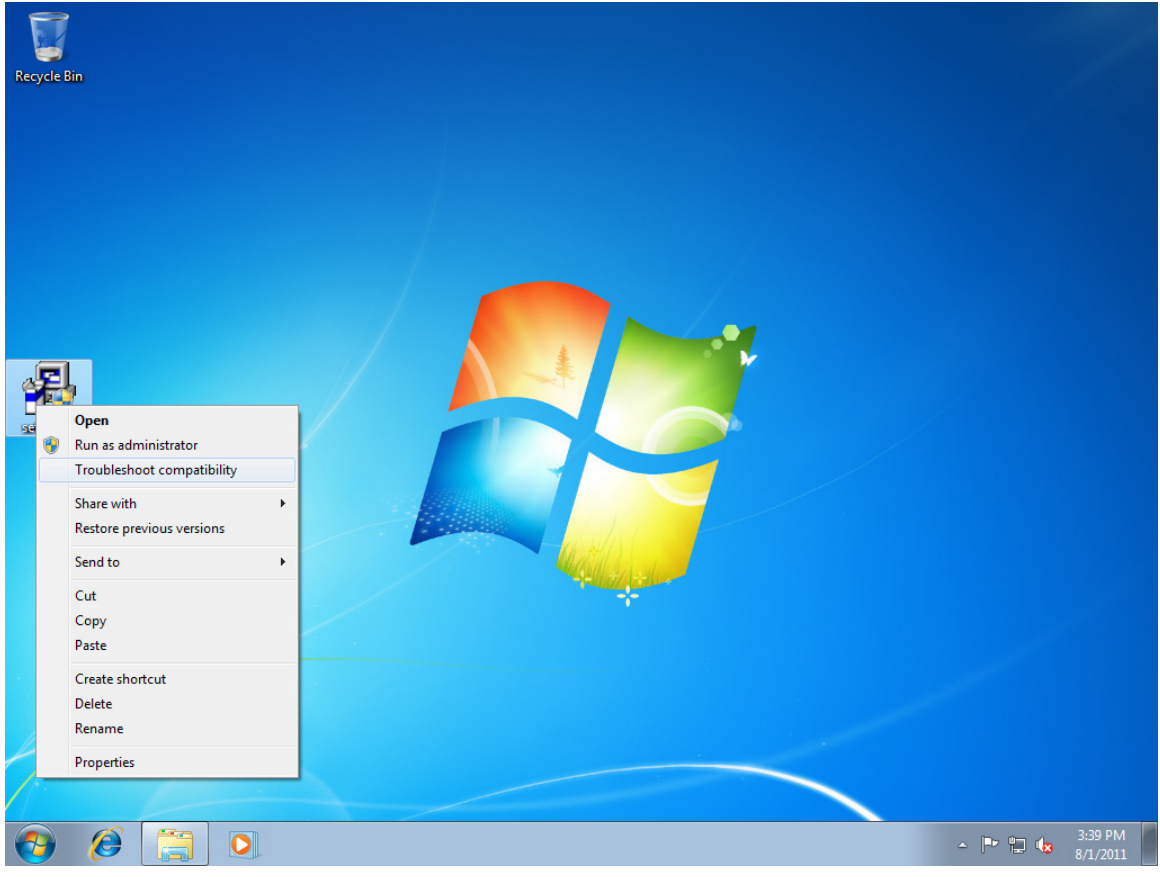 Recycle Bin
Open
Run as administrator
Troubleshoot compatibility
Share with
Restore previous versions
Send to
Cut
Copy
Paste
Create shortcut
Delete
Rename
Properties
3:39 PM
8/1/2011